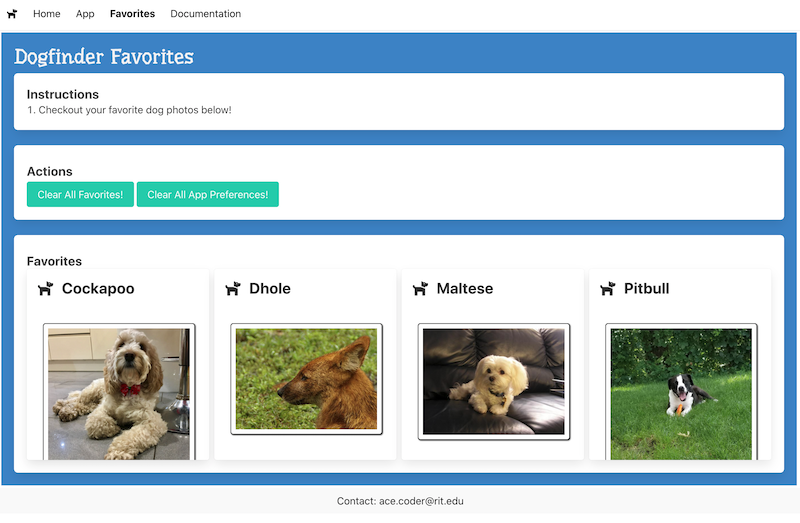 Home App Favorites Documentation
Dogfinder Favorites
Instructions
1. Checkout your favorite dog photos below!
Actions
Clear All Favorites! Clear All App Preferences!
Favorites
Cockapoo Dhole Maltese Pitbull
Contact: ace.coder@rit.edu